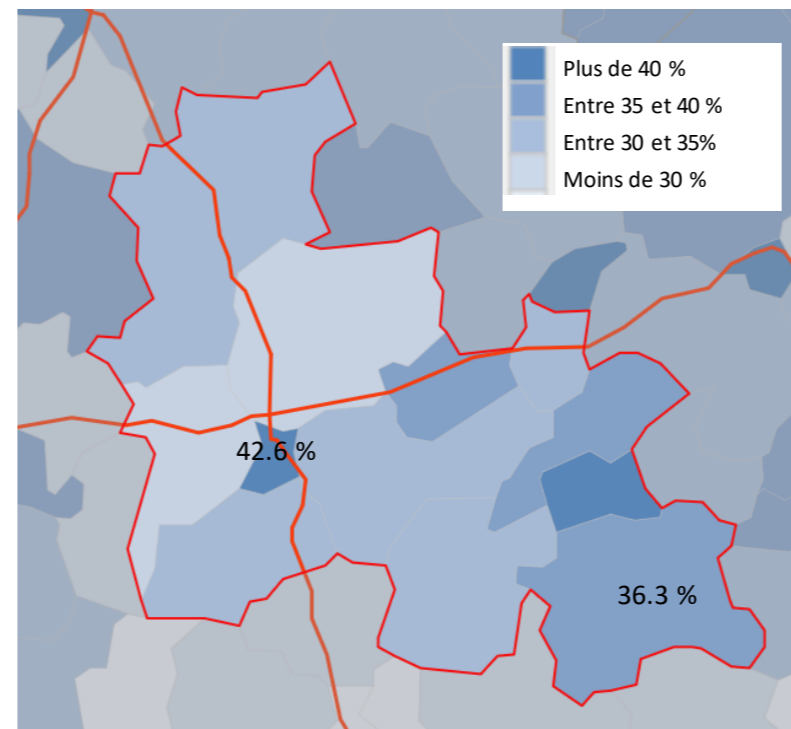 Plus de 40 %
Entre 35 et 40 %
Entre 30 et 35%
Moins de 30 %
42.6 %
36.3 %